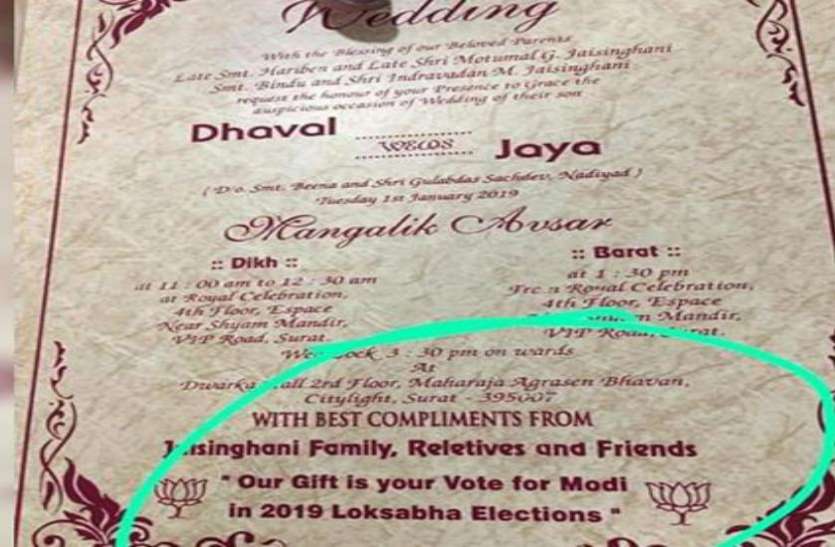 Wedding
With the Blessing of our Beloved Parents
Late Smt. Hariben and Late Shri Motumal G. Jaisinghani
Smt. Bindu and Shri Indravadan M. Jaisinghani
request the honour of your Presence to Grace the
auspicious occasion of Wedding of their son
Dhaval
weds
Jaya
( D/o. Smt. Beena and Shri Gulabdas Sachdev, Nadiyad )
Tuesday 1st January 2019
Mangalik Avsar
:: Dikh ::
at 11 : 00 am to 12 : 30 am
at Royal Celebration,
4th Floor, Espace
Near Shyam Mandir,
VIP Road, Surat.
:: Barat ::
at 1 : 30 pm
Royal Celebration,
4th Floor, Espace
Mandir,
VIP Road, Surat.
3 : 30 pm on wards
At
Dwarka Hall 2rd Floor, Maharaja Agrasen Bhavan,
Citylight, Surat - 395007
WITH BEST COMPLIMENTS FROM
Jaisinghani Family, Reletives and Friends
" Our Gift is your Vote for Modi
in 2019 Loksabha Elections "